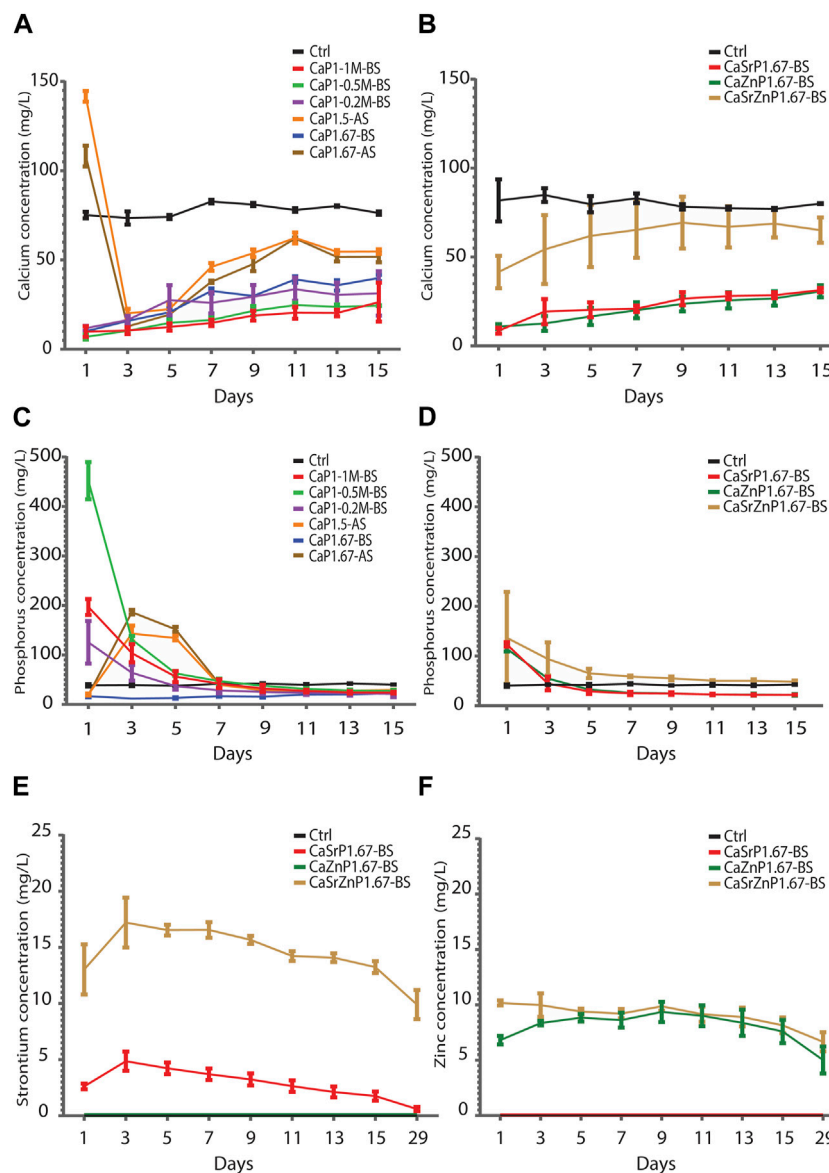 A
Calcium concentration (mg/L)
150
100
50
0
1 3 5 7 9 11 13 15
Days
Ctrl
CaP1-1M-BS
CaP1-0.5M-BS
CaP1-0.2M-BS
CaP1.5-AS
CaP1.67-BS
CaP1.67-AS
B
Calcium concentration (mg/L)
150
100
50
0
1 3 5 7 9 11 13 15
Days
Ctrl
CaSrP1.67-BS
CaZnP1.67-BS
CaSrZnP1.67-BS
C
Phosphorus concentration (mg/L)
500
400
300
200
100
0
1 3 5 7 9 11 13 15
Days
Ctrl
CaP1-1M-BS
CaP1-0.5M-BS
CaP1-0.2M-BS
CaP1.5-AS
CaP1.67-BS
CaP1.67-AS
D
Phosphorus concentration (mg/L)
500
400
300
200
100
0
1 3 5 7 9 11 13 15
Days
Ctrl
CaSrP1.67-BS
CaZnP1.67-BS
CaSrZnP1.67-BS
E
Strontium concentration (mg/L)
25
20
15
10
5
0
1 3 5 7 9 11 13 15 29
Days
Ctrl
CaSrP1.67-BS
CaZnP1.67-BS
CaSrZnP1.67-BS
F
Zinc concentration (mg/L)
25
20
15
10
5
0
1 3 5 7 9 11 13 15 29
Days
Ctrl
CaSrP1.67-BS
CaZnP1.67-BS
CaSrZnP1.67-BS